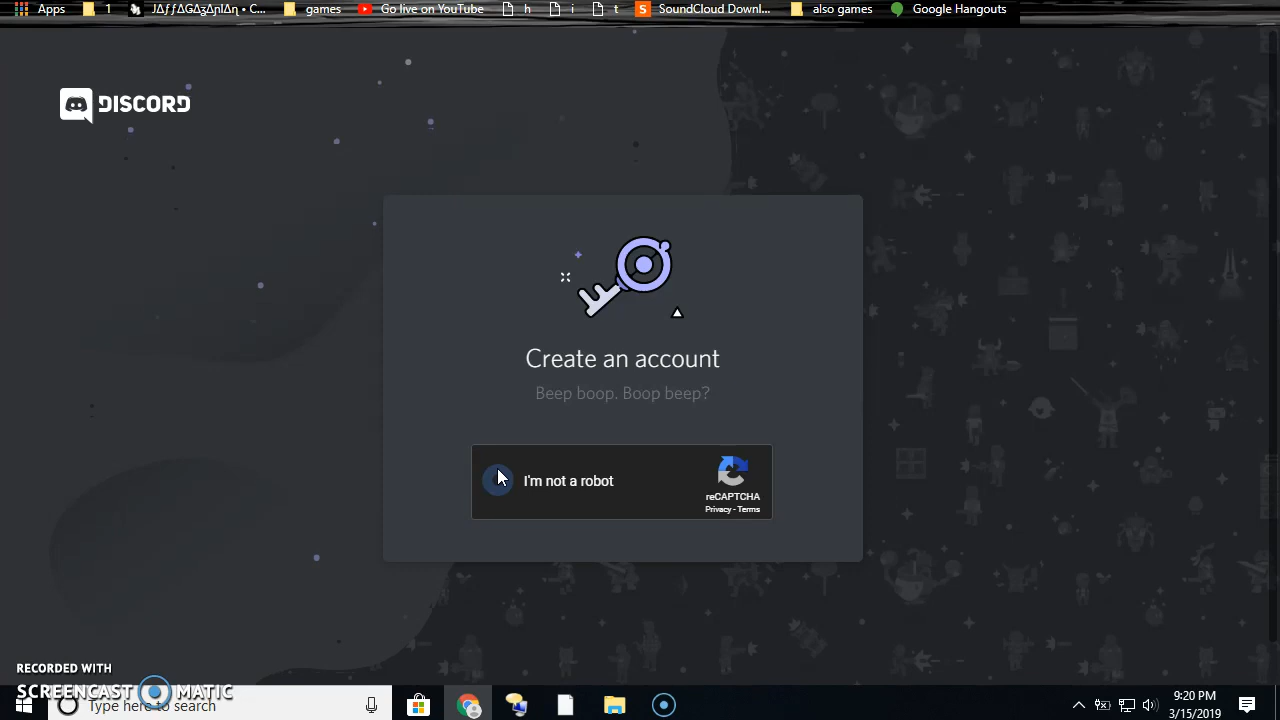 Apps 1 JΛƒƒΛGΛʒΛɳIΛɳ • C... games Go live on YouTube h i t SoundCloud Downl... also games Google Hangouts
DISCORD
Create an account
Beep boop. Boop beep?
I'm not a robot
reCAPTCHA
Privacy - Terms
RECORDED WITH
SCREENCAST MATIC
Type here to search
9:20 PM
3/15/2019